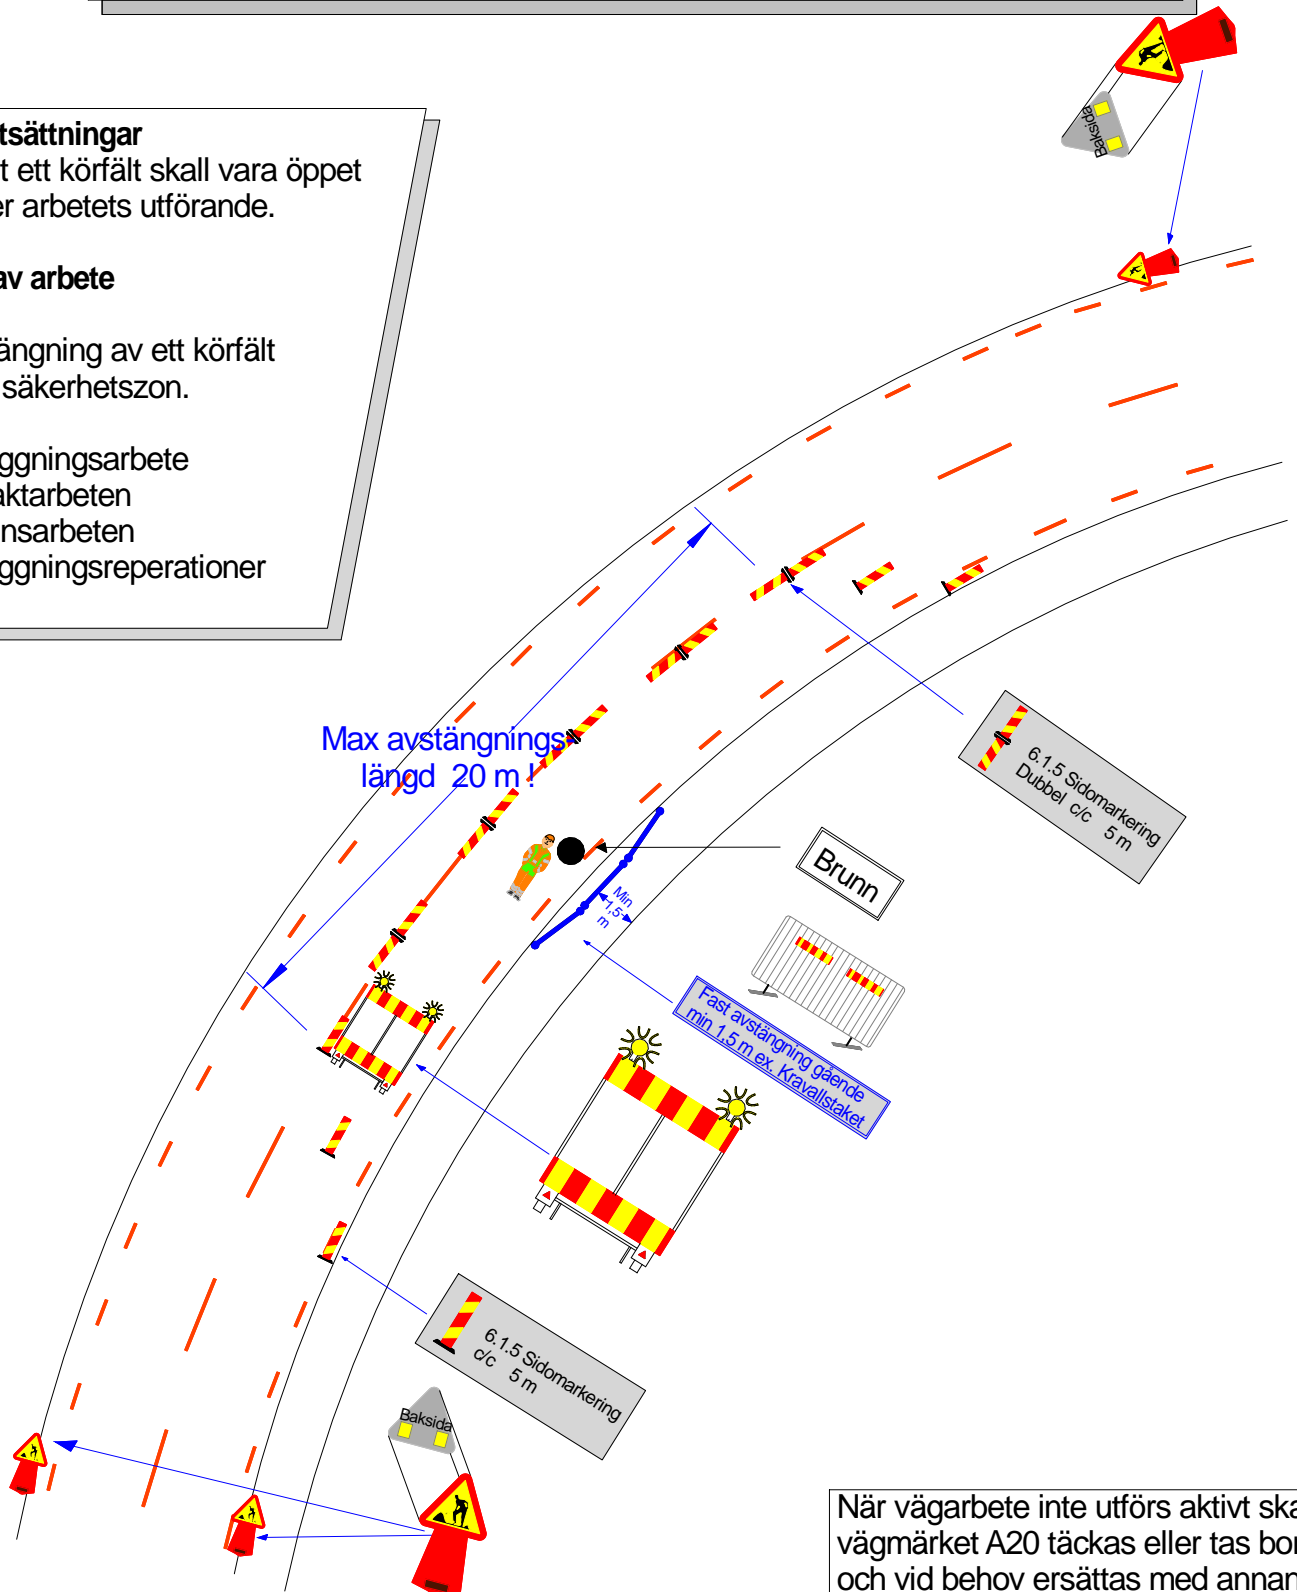 tsättningar
t ett körfält skall vara öppet
er arbetets utförande.
av arbete
ängning av ett körfält
säkerhetszon.
ggningsarbete
aktarbeten
nsarbeten
ggningsreperationer
Baksida
Max avstängnings-
längd 20 m !
6.1.5 Sidomarkering
Dubbel c/c 5 m
Brunn
Min
1,5
m
Fast avstängning gående
min 1,5 m ex. Kravallstaket
6.1.5 Sidomarkering
c/c 5 m
Baksida
När vägarbete inte utförs aktivt ska
vägmärket A20 täckas eller tas bor
och vid behov ersättas med annan